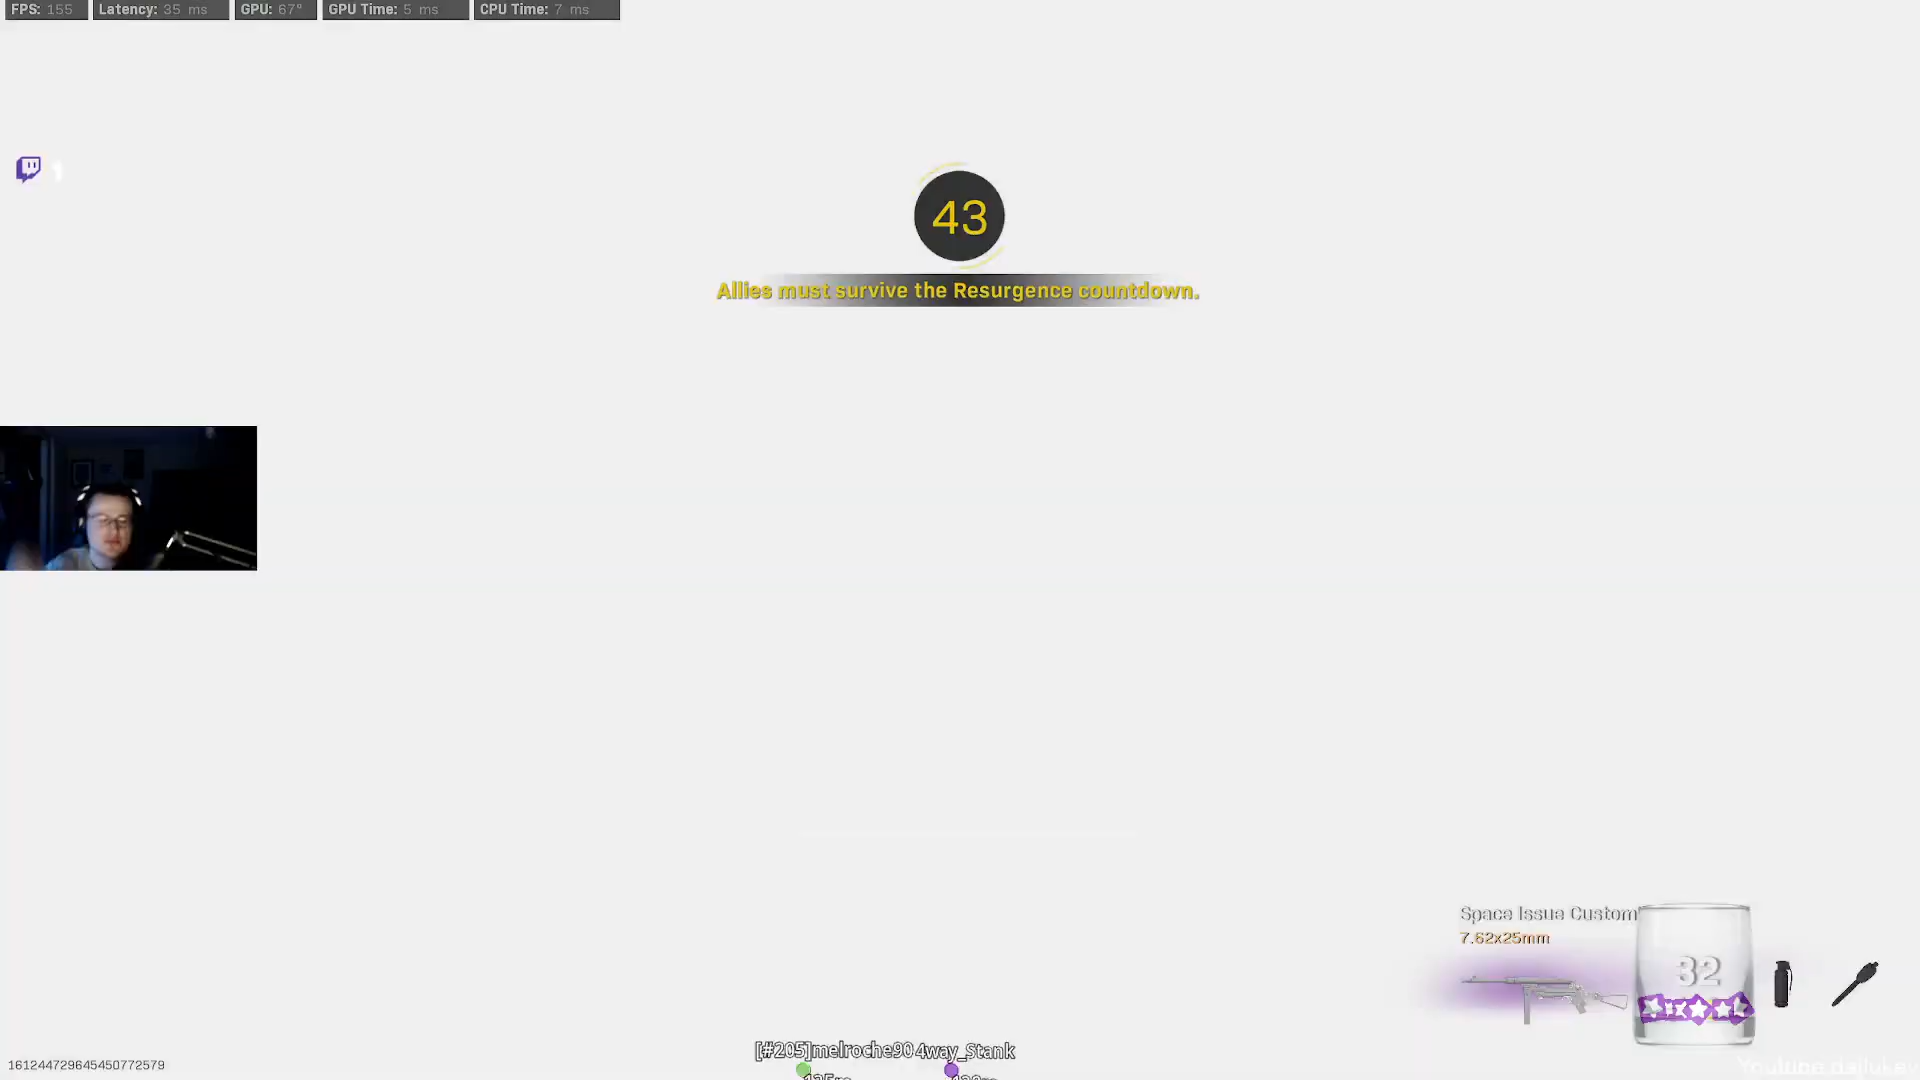 FPS: 155 Latency: 35 ms GPU: 67° GPU Time: 5 ms CPU Time: 7 ms
43
Allies must survive the Resurgence countdown.
Space Issue Custom
7.62x25mm
32
[#205]melroche90 4way_Stank
161244729645450772579